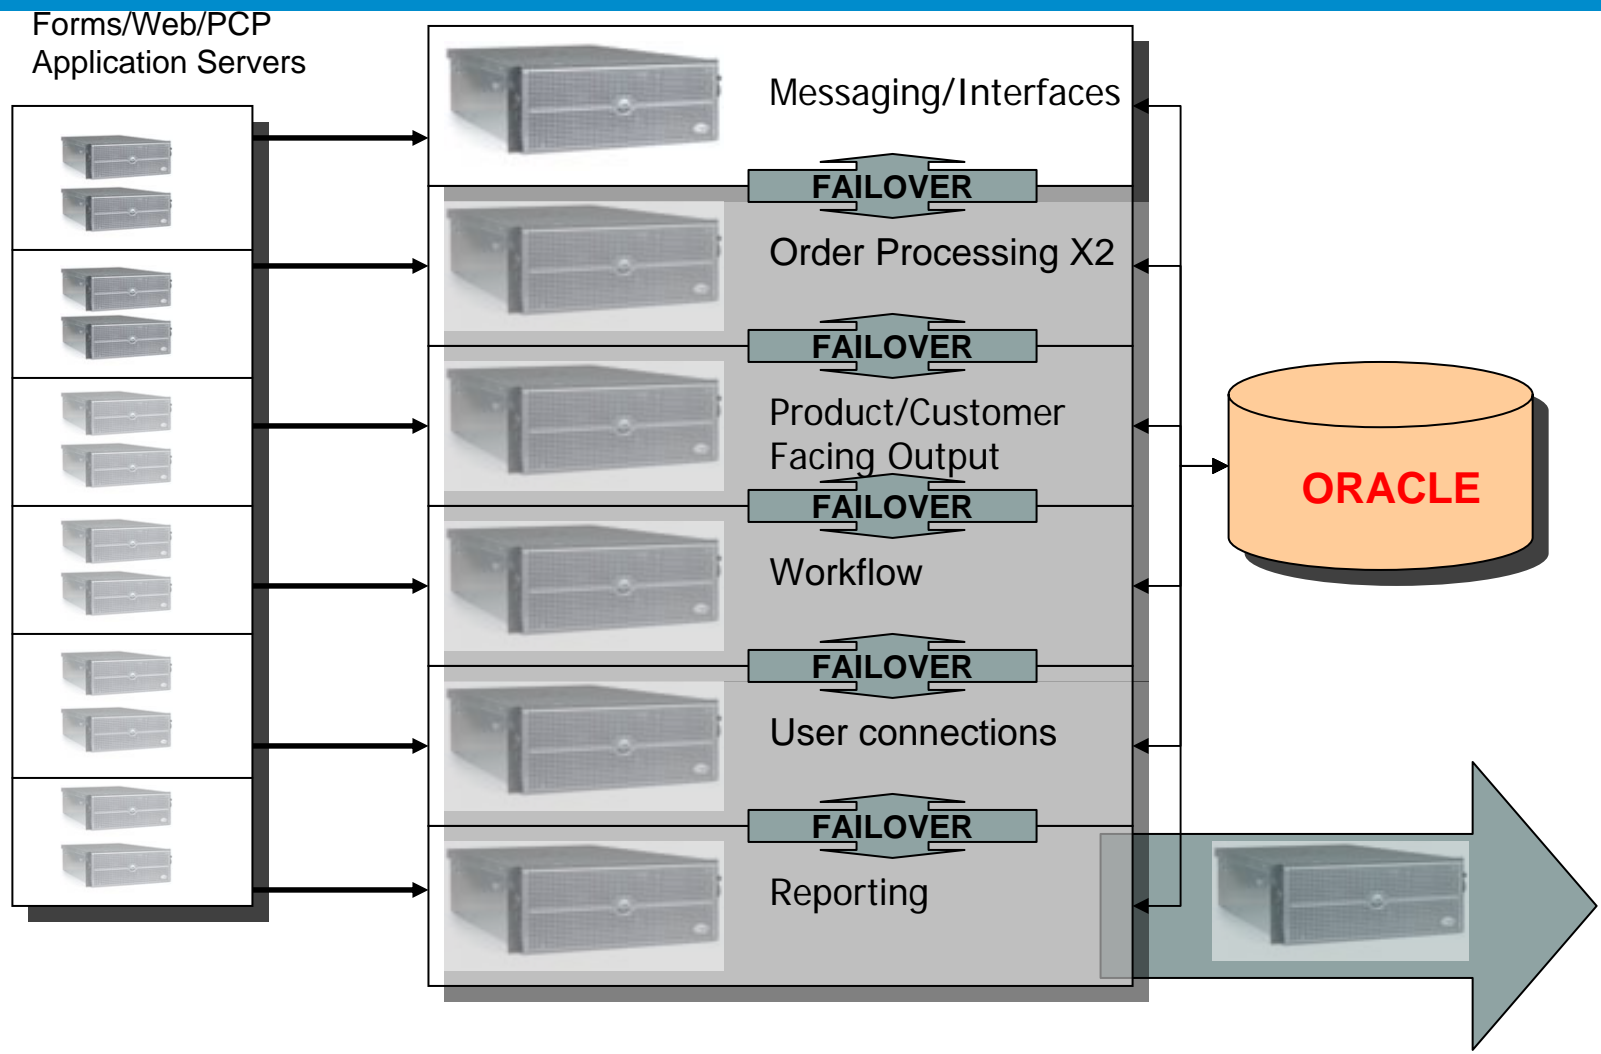 Forms/Web/PCP
Application Servers
Messaging/Interfaces
FAILOVER
Order Processing X2
FAILOVER
Product/Customer
Facing Output
FAILOVER
Workflow
FAILOVER
User connections
FAILOVER
Reporting
ORACLE